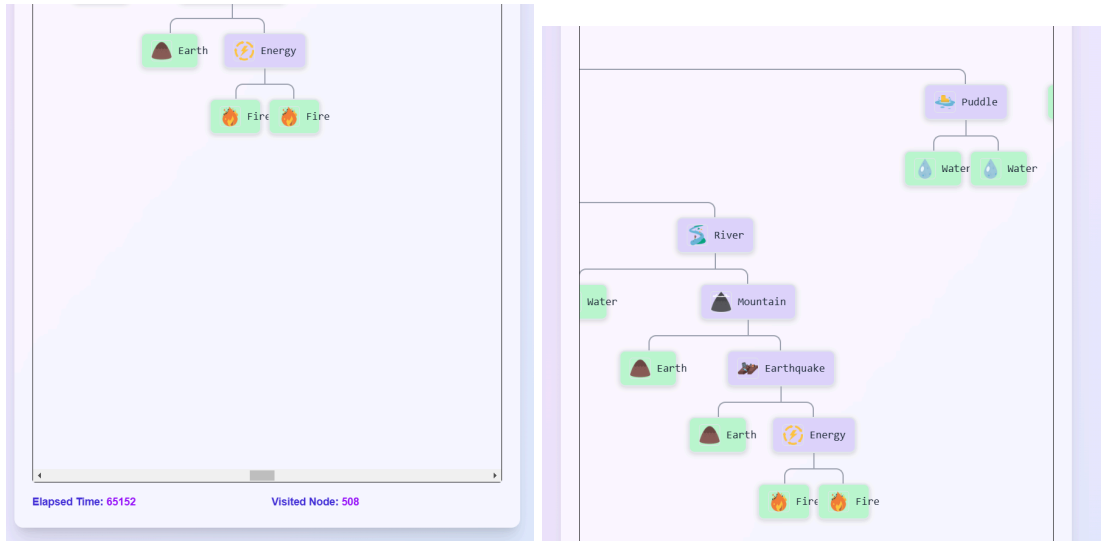 Earth
Energy
Fire
Fire
Elapsed Time: 65152
Visited Node: 508
Puddle
Water
Water
River
Water
Mountain
Earth
Earthquake
Earth
Energy
Fire
Fire